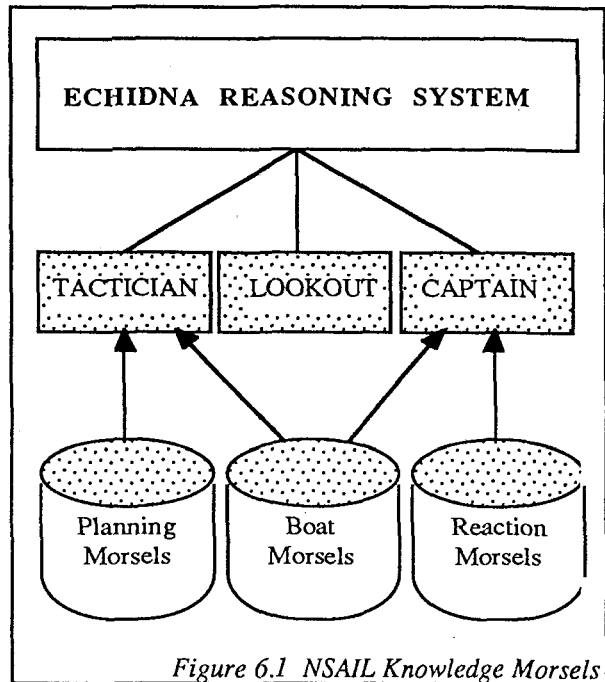 ECHIDNA REASONING SYSTEM
TACTICIAN
LOOKOUT
CAPTAIN
Planning
Morsels
Boat
Morsels
Reaction
Morsels
Figure 6.1 NSAIL Knowledge Morsels